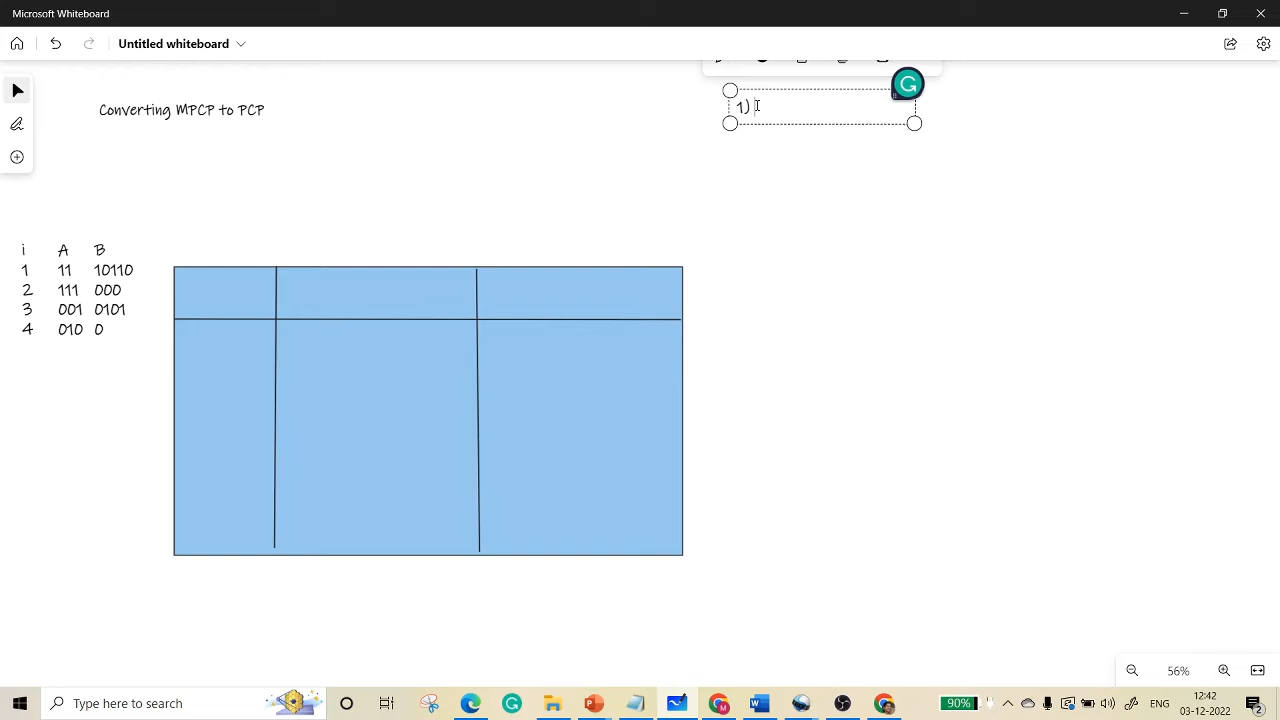 Microsoft Whiteboard
Untitled whiteboard
Converting MPCP to PCP
1)
i A B
1 11 10110
2 111 000
3 001 0101
4 010 0
56%
Type here to search
90%
ENG
12:42
03-12-2022
2